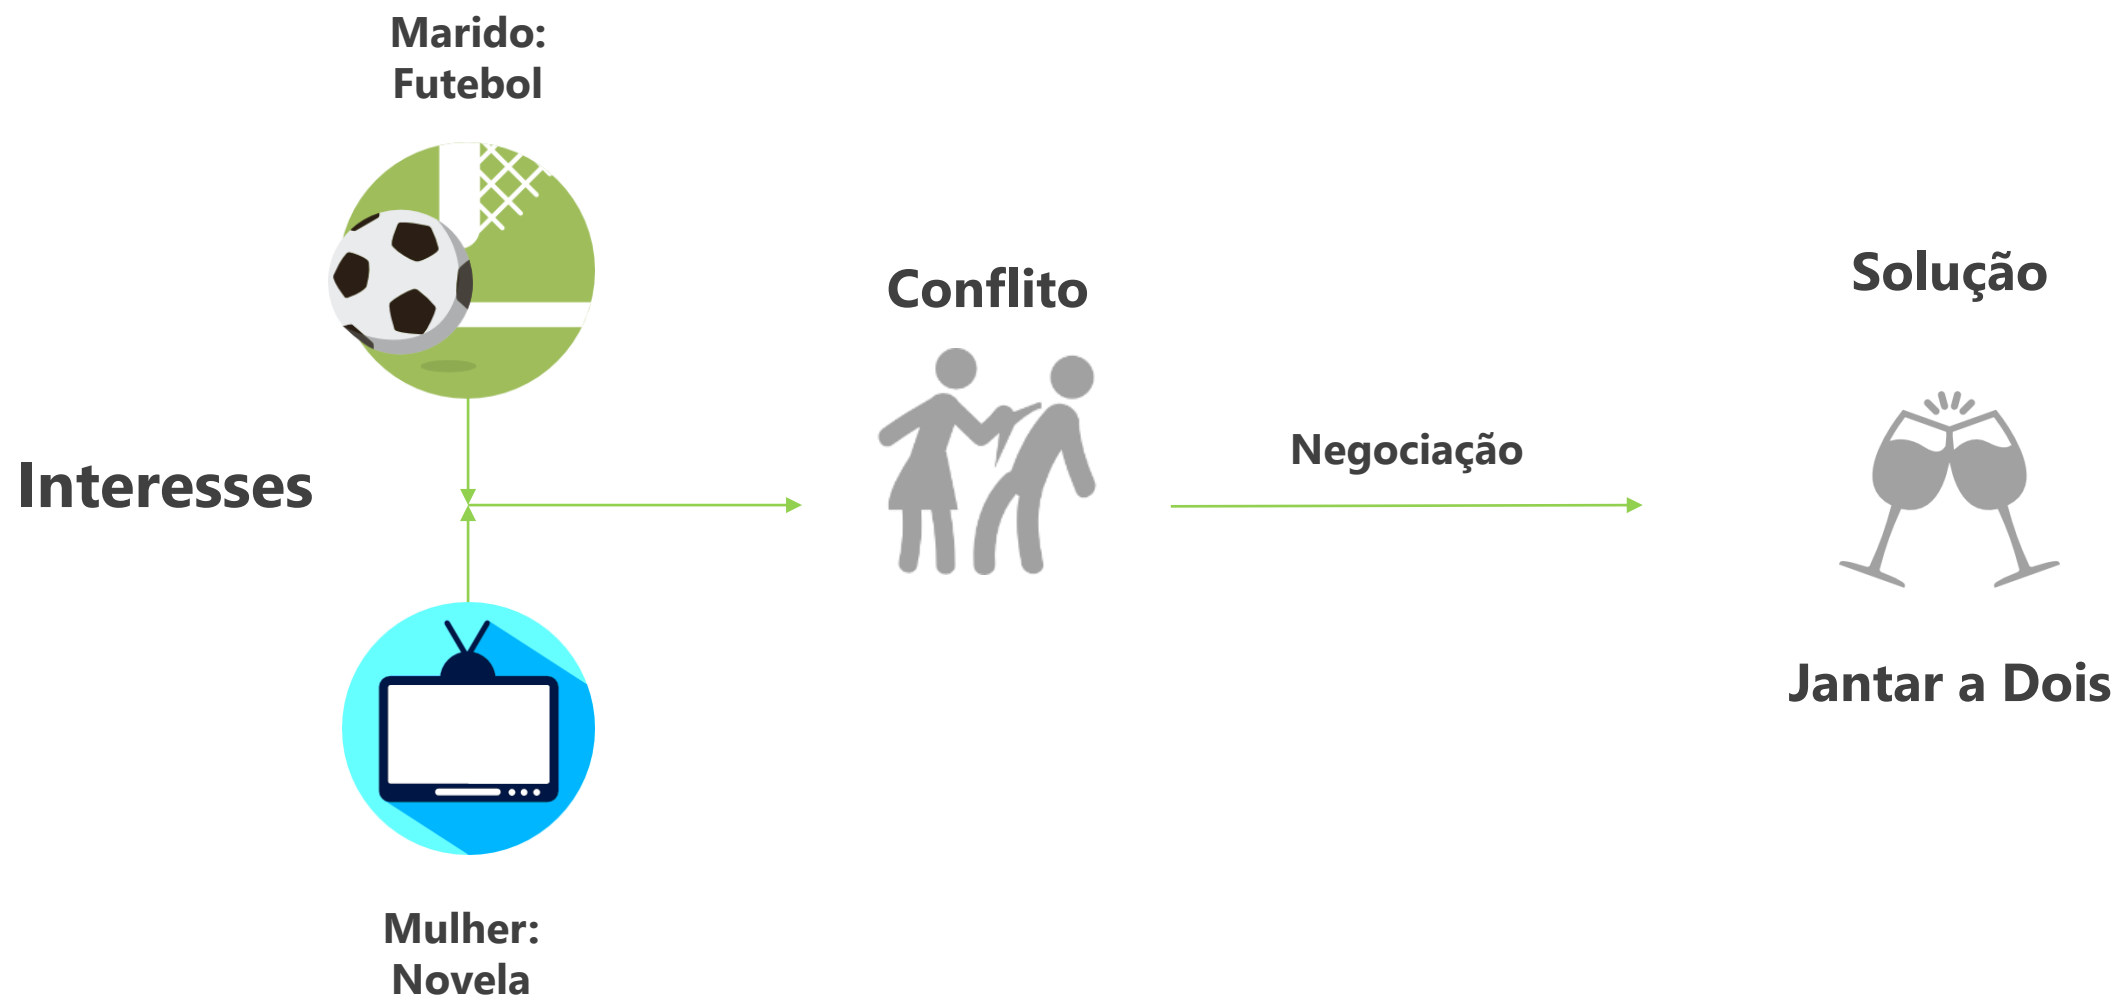 Marido:
Futebol
Interesses
Mulher:
Novela
Conflito
Negociação
Solução
Jantar a Dois